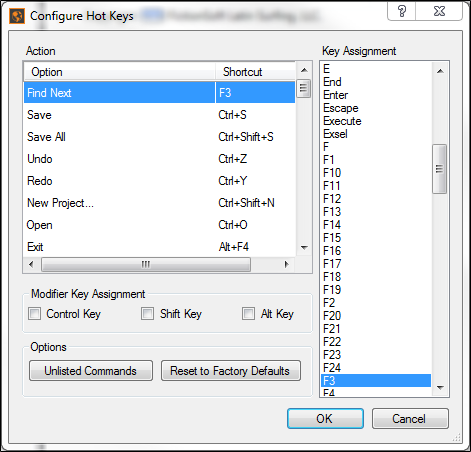 Configure Hot Keys
Action
Option Shortcut
Find Next F3
Save Ctrl+S
Save All Ctrl+Shift+S
Undo Ctrl+Z
Redo Ctrl+Y
New Project... Ctrl+Shift+N
Open Ctrl+O
Exit Alt+F4
Modifier Key Assignment
Control Key Shift Key Alt Key
Options
Unlisted Commands Reset to Factory Defaults
Key Assignment
E
End
Enter
Escape
Execute
Exsel
F
F1
F10
F11
F12
F13
F14
F15
F16
F17
F18
F19
F2
F20
F21
F22
F23
F24
F3
F4
OK Cancel